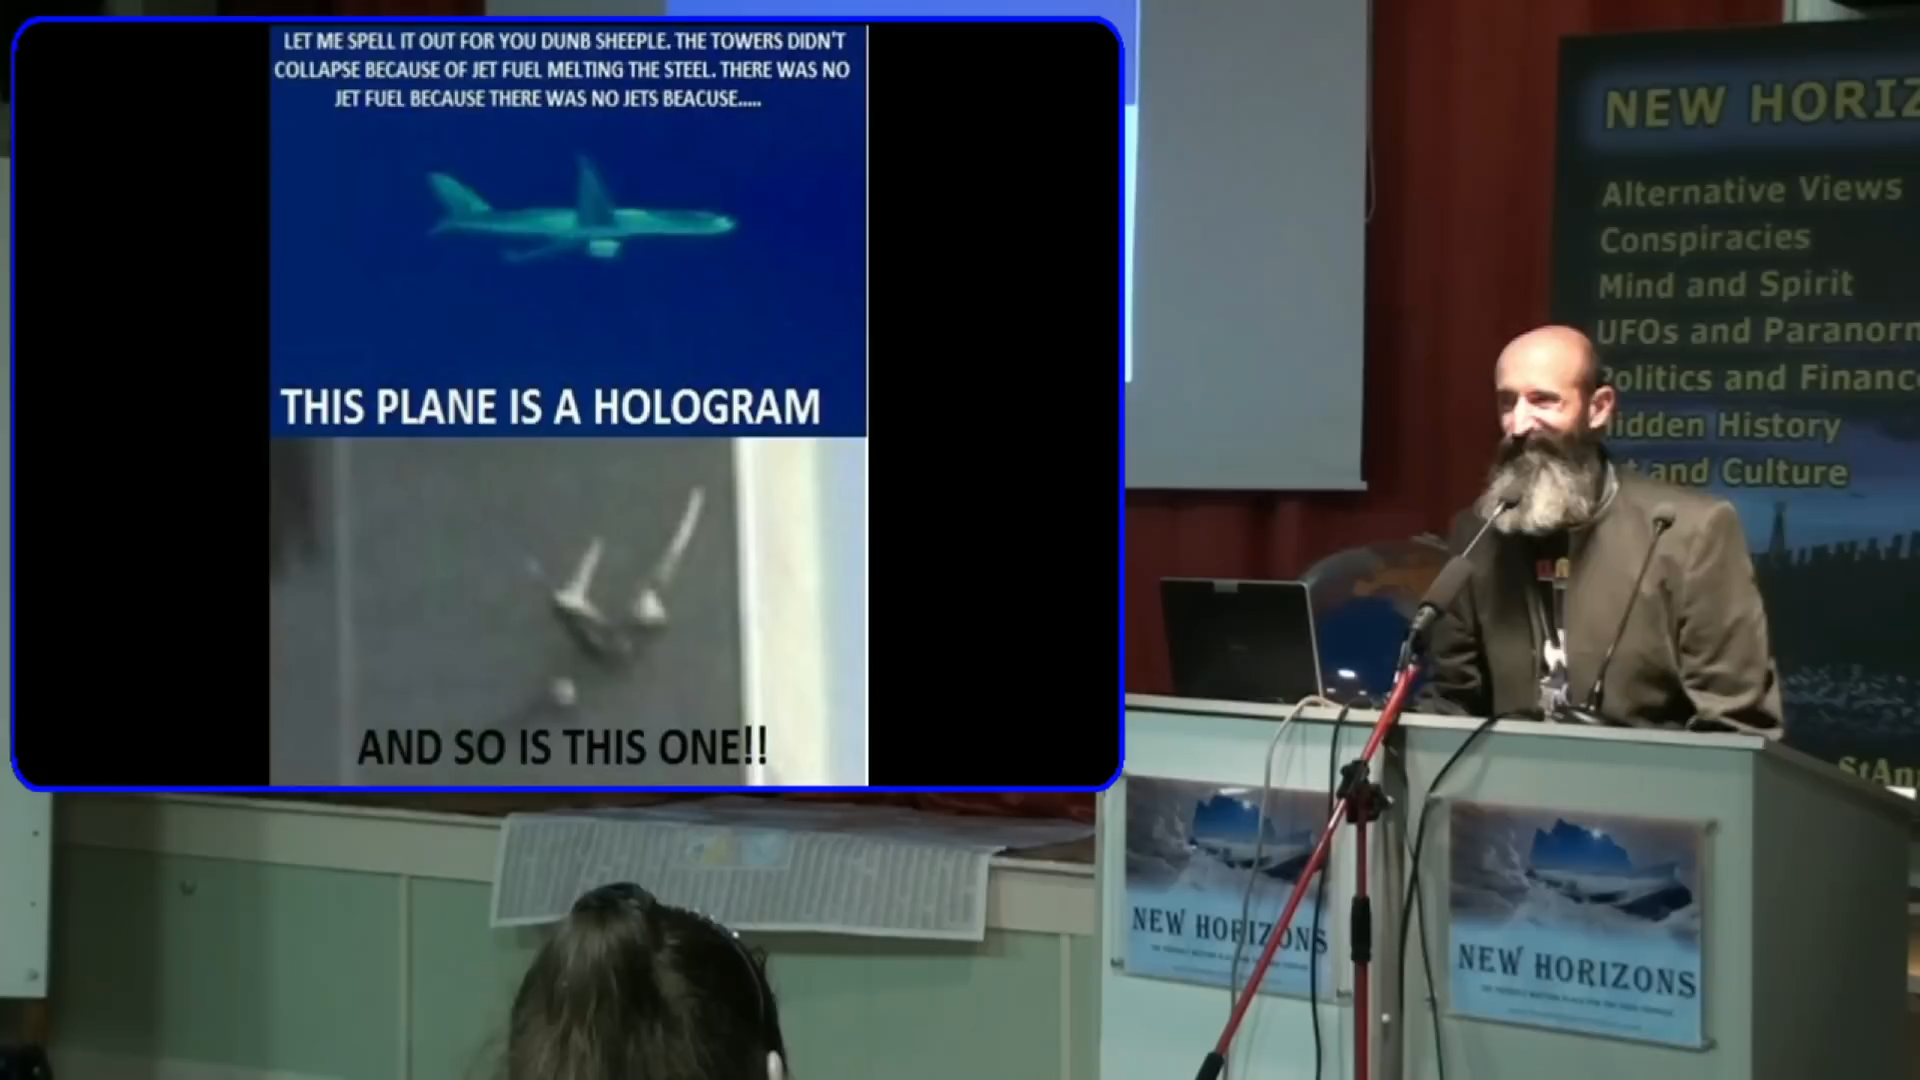 LET ME SPELL IT OUT FOR YOU DUNB SHEEPLE. THE TOWERS DIDN'T
COLLAPSE BECAUSE OF JET FUEL MELTING THE STEEL. THERE WAS NO
JET FUEL BECAUSE THERE WAS NO JETS BEACUSE.....
THIS PLANE IS A HOLOGRAM
AND SO IS THIS ONE!!
NEW HORIZ
Alternative Views
Conspiracies
Mind and Spirit
UFOs and Paranorm
Politics and Finance
Hidden History
and Culture
StAn
NEW HORIZONS
NEW HORIZONS